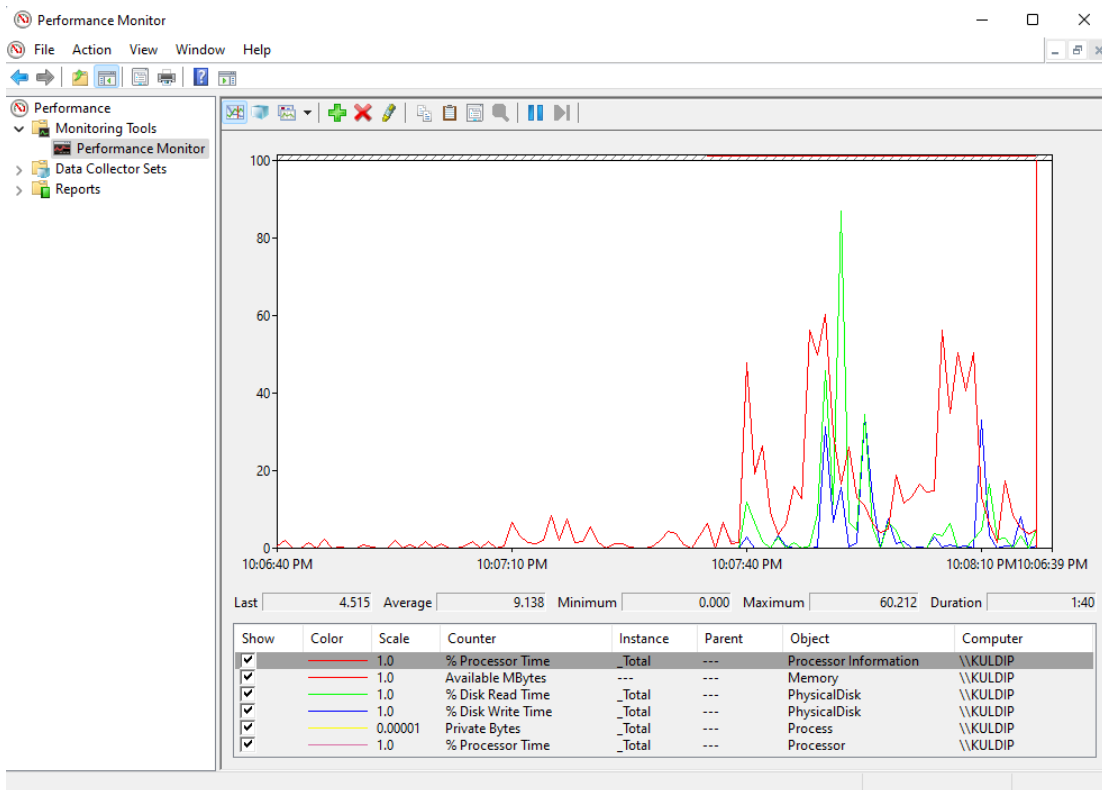 Performance Monitor
File Action View Window Help
Performance
Monitoring Tools
Performance Monitor
Data Collector Sets
Reports
100
80
60
40
20
0
10:06:40 PM 10:07:10 PM 10:07:40 PM 10:08:10 PM 10:06:39 PM
Last 4.515 Average 9.138 Minimum 0.000 Maximum 60.212 Duration 1:40
Show Color Scale Counter Instance Parent Object Computer
1.0 % Processor Time _Total --- Processor Information \\KULDIP
1.0 Available MBytes --- --- Memory \\KULDIP
1.0 % Disk Read Time _Total --- PhysicalDisk \\KULDIP
1.0 % Disk Write Time _Total --- PhysicalDisk \\KULDIP
0.00001 Private Bytes _Total --- Process \\KULDIP
1.0 % Processor Time _Total --- Processor \\KULDIP